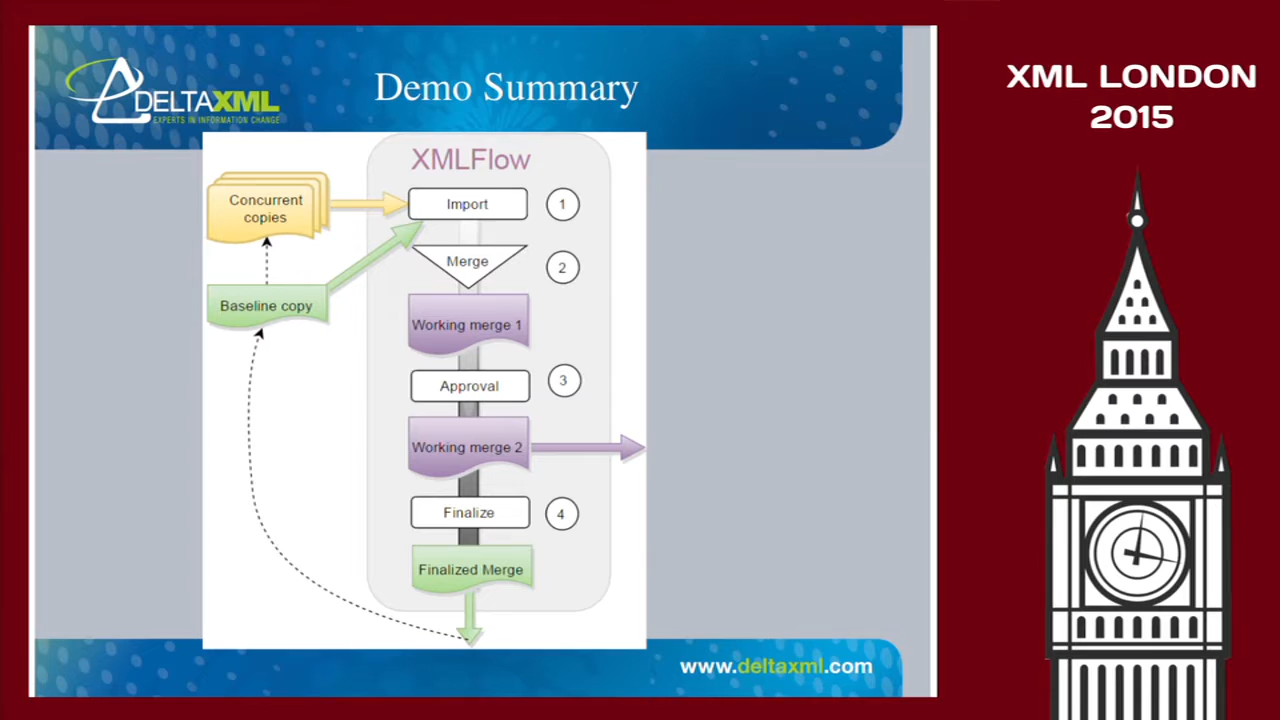 XML LONDON
2015
DELTAXML
EXPERTS IN INFORMATION CHANGE
Demo Summary
XMLFlow
Concurrent
copies
Import
1
Merge
2
Baseline copy
Working merge 1
Approval
3
Working merge 2
Finalize
4
Finalized Merge
www.deltaxml.com